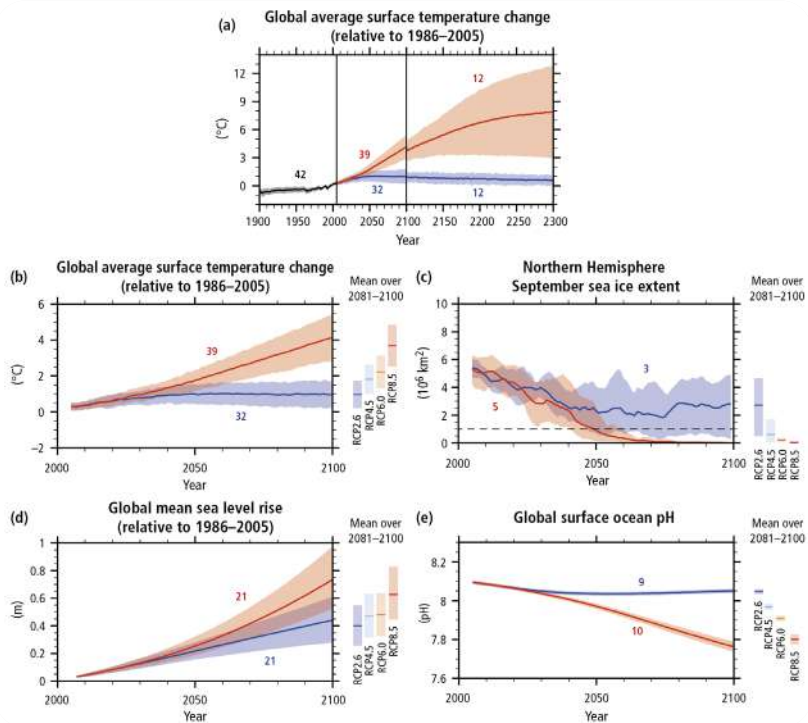 (a)
Global average surface temperature change
(relative to 1986–2005)
12
9
6
3
0
(°C)
42
39
32
12
12
1900 1950 2000 2050 2100 2150 2200 2250 2300
Year
(b)
Global average surface temperature change
(relative to 1986–2005)
Mean over
2081–2100
6
4
2
0
−2
(°C)
39
32
2000 2050 2100
Year
RCP2.6
RCP4.5
RCP6.0
RCP8.5
(c)
Northern Hemisphere
September sea ice extent
Mean over
2081–2100
10
8
6
4
2
0
(10⁶ km²)
3
5
2000 2050 2100
Year
RCP2.6
RCP4.5
RCP6.0
RCP8.5
(d)
Global mean sea level rise
(relative to 1986–2005)
Mean over
2081–2100
1
0.8
0.6
0.4
0.2
0
(m)
21
21
2000 2050 2100
Year
RCP2.6
RCP4.5
RCP6.0
RCP8.5
(e)
Global surface ocean pH
Mean over
2081–2100
8.2
8
7.8
7.6
(pH)
9
10
2000 2050 2100
Year
RCP2.6
RCP4.5
RCP6.0
RCP8.5